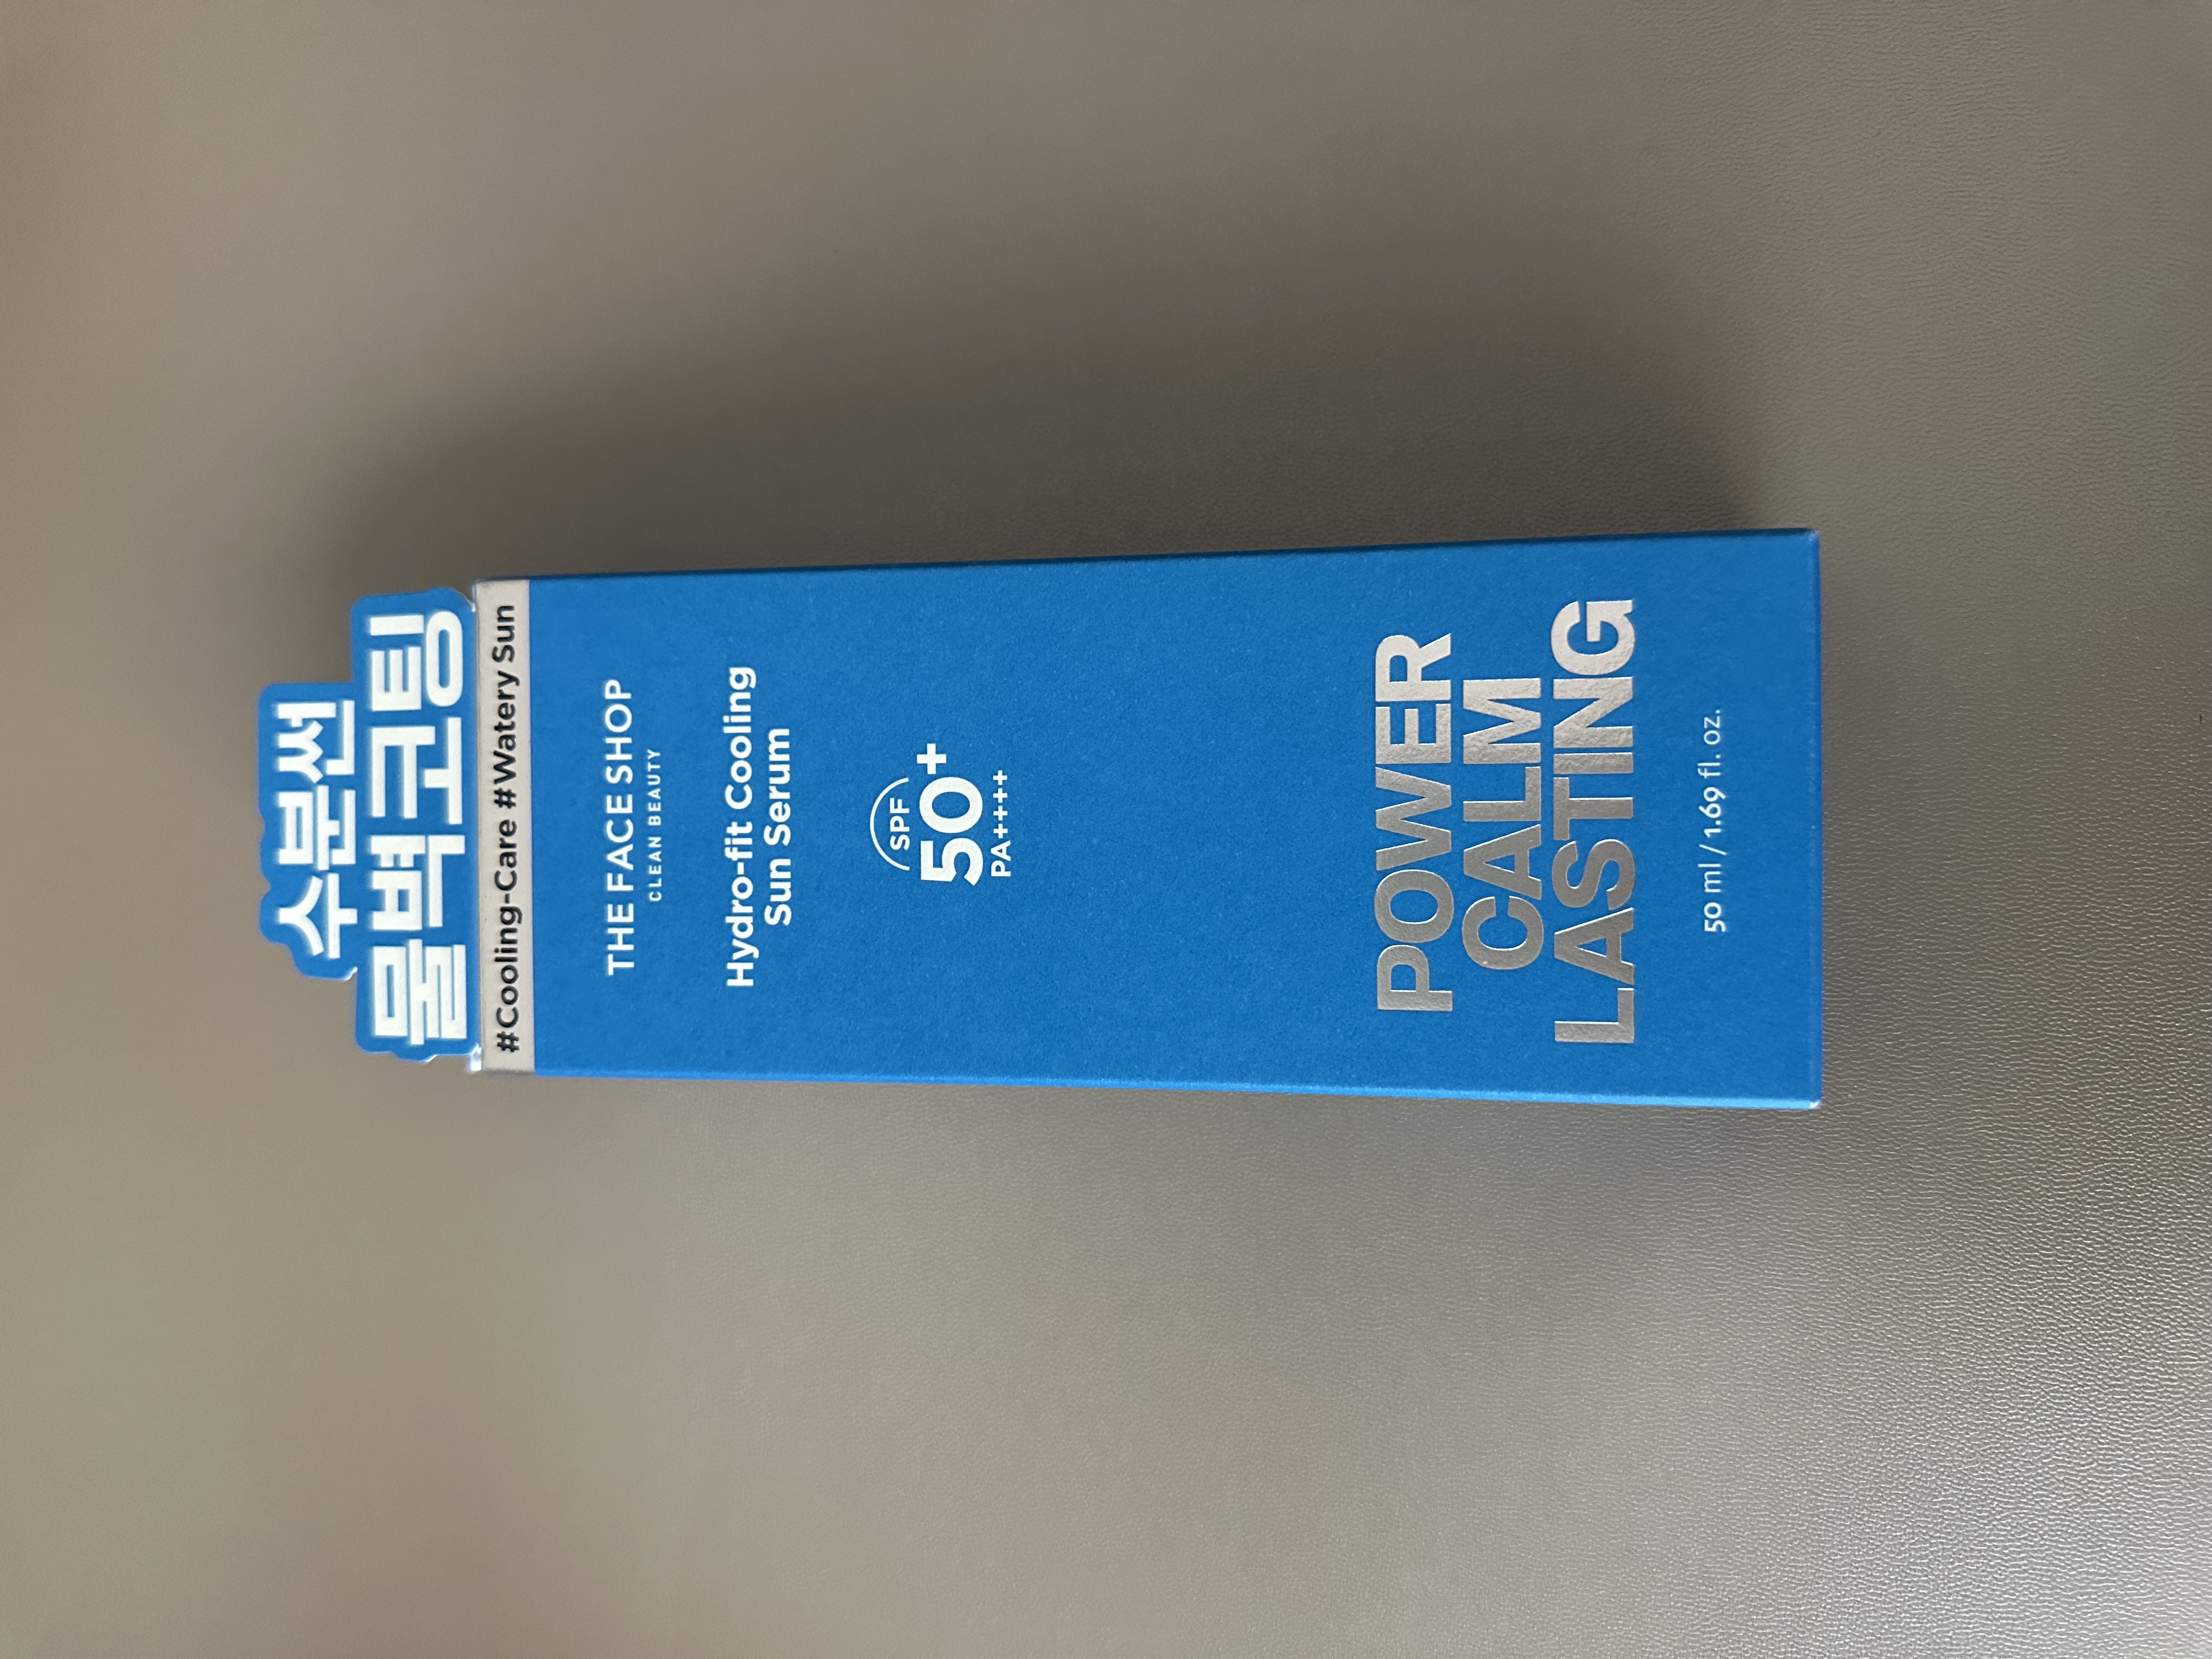 수분썬
물벽코팅
#Cooling-Care #Watery Sun
THE FACE SHOP
CLEAN BEAUTY
Hydro-fit Cooling
Sun Serum
SPF
50+
PA++++
POWER
CALM
LASTING
50 ml / 1.69 fl. oz.